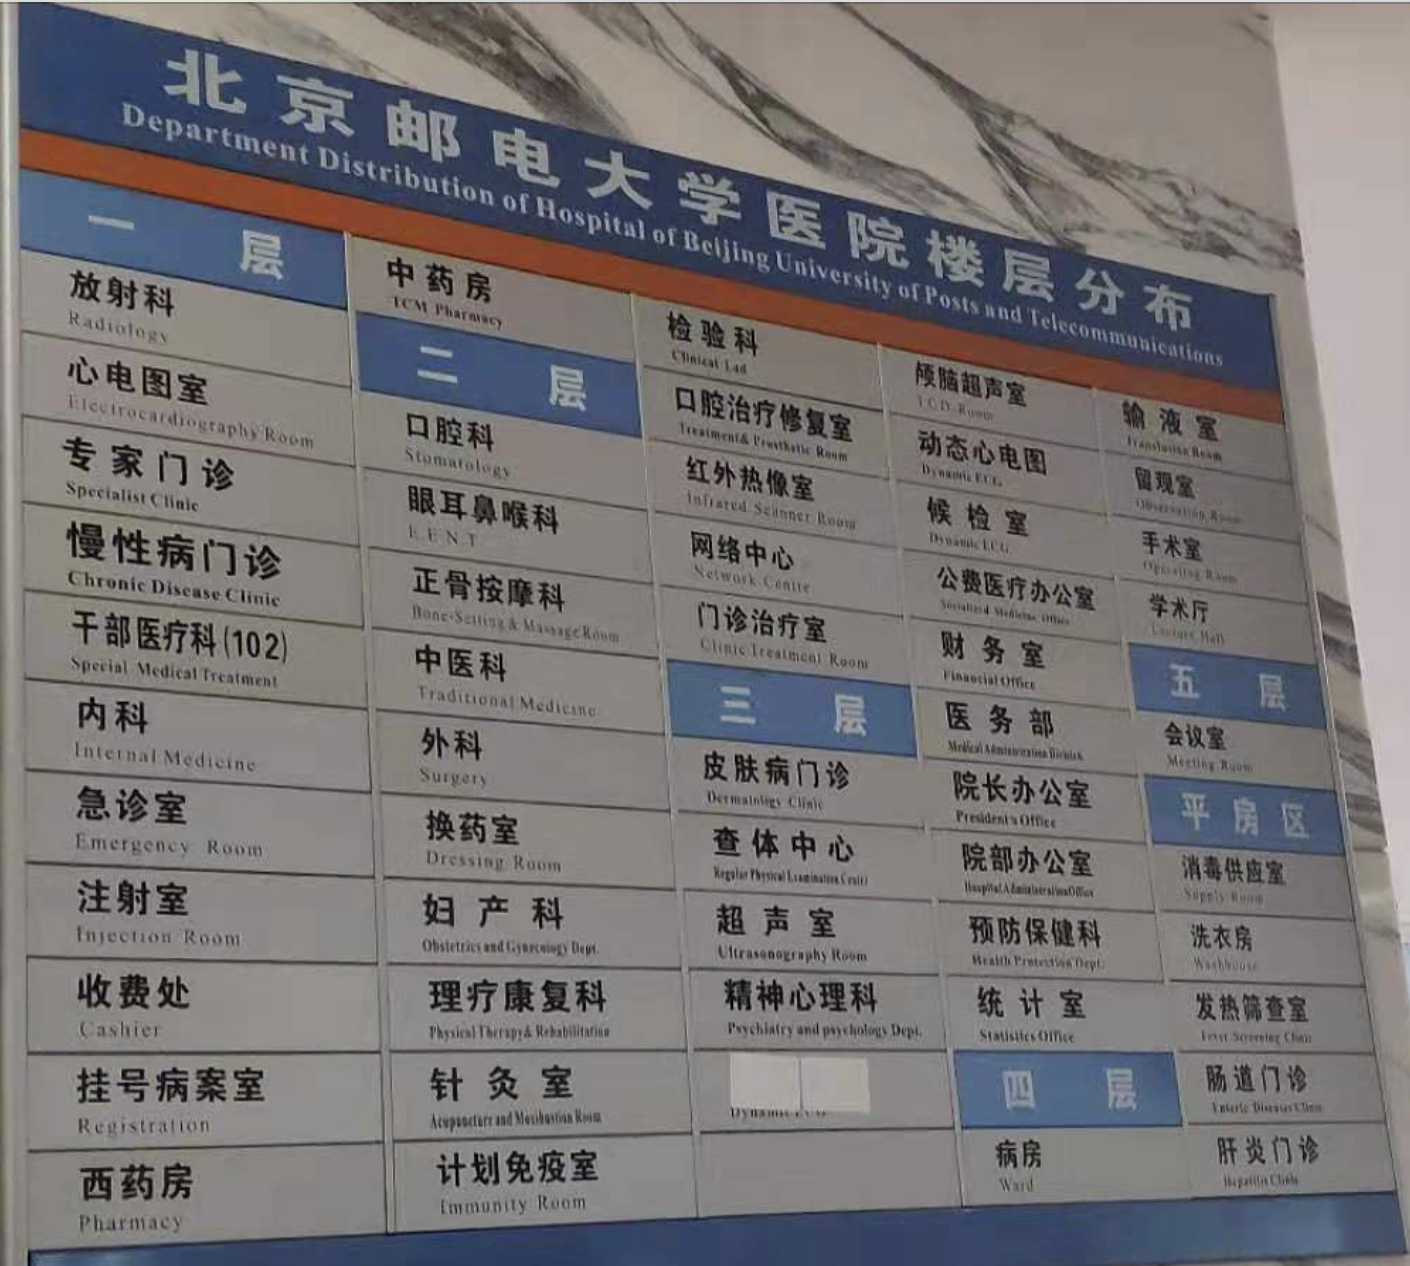 北京邮电大学医院楼层分布
Department Distribution of Hospital of Beijing University of Posts and Telecommunications
一 层
放射科
Radiology
心电图室
Electrocardiography Room
专家门诊
Specialist Clinic
慢性病门诊
Chronic Disease Clinic
干部医疗科(102)
Special Medical Treatment
内科
Internal Medicine
急诊室
Emergency Room
注射室
Injection Room
收费处
Cashier
挂号病案室
Registration
西药房
Pharmacy
中药房
TCM Pharmacy
二 层
口腔科
Stomatology
眼耳鼻喉科
E.E.N.T
正骨按摩科
Bone-Setting & Massage Room
中医科
Traditional Medicine
外科
Surgery
换药室
Dressing Room
妇产科
Obstetrics and Gynecology Dept.
理疗康复科
Physical Therapy& Rehabilitation
针灸室
Acupuncture and Moxibustion Room
计划免疫室
Immunity Room
检验科
Clinical Lad
口腔治疗修复室
Treatment& Prosthetic Room
红外热像室
Infrared Scanner Room
网络中心
Network Centre
门诊治疗室
Clinic Treatment Room
三 层
皮肤病门诊
Dermatology Clinic
查体中心
Regular Physical Examination Center
超声室
Ultrasonography Room
精神心理科
Psychiatry and psychology Dept.
Dynamic ECG
颅脑超声室
TCD Room
动态心电图
Dynamic ECG
候检室
Dynamic ECG
公费医疗办公室
Socialized Medicine Office
财务室
Financial Office
医务部
Medical Administration Division
院长办公室
President's Office
院部办公室
Hospital Administration Office
预防保健科
Health Protection Dept.
统计室
Statistics Office
四 层
病房
Ward
输液室
Transfusion Room
留观室
Observation Room
手术室
Operating Room
学术厅
Lecture Hall
五 层
会议室
Meeting Room
平房区
消毒供应室
Supply Room
洗衣房
Washhouse
发热筛查室
Fever Screening Clinic
肠道门诊
Enteric Diseases Clinic
肝炎门诊
Hepatitis Clinic